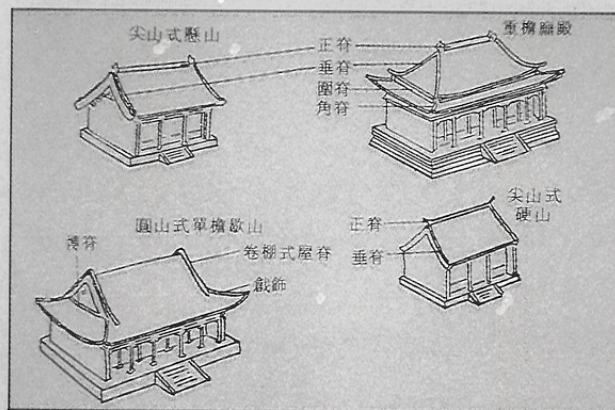 尖山式懸山
重檐廡殿
正脊
垂脊
圍脊
角脊
尖山式
硬山
正脊
垂脊
圓山式單檐歇山
博脊
卷棚式屋脊
戧飾